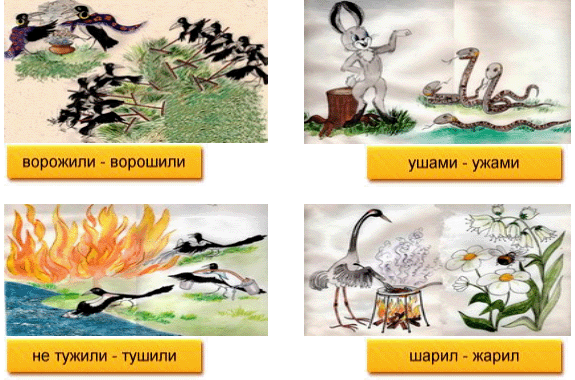 ворожили - ворошили
ушами - ужами
не тужили - тушили
шарил - жарил